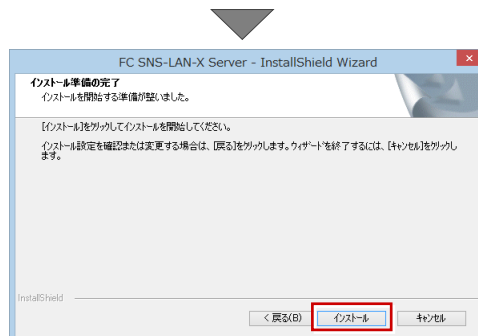 FC SNS-LAN-X Server - InstallShield Wizard
インストール準備の完了
インストールを開始する準備が整いました。
[インストール]をクリックしてインストールを開始してください。
インストール設定を確認または変更する場合は、[戻る]をクリックします。ウィザードを終了するには、[キャンセル]をクリックし
ます。
InstallShield
< 戻る(B)
インストール
キャンセル